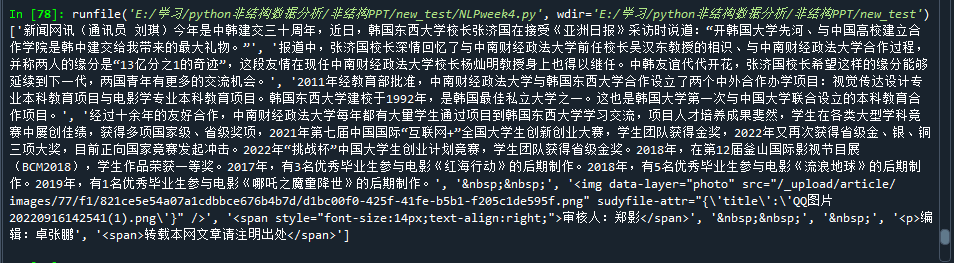 In [78]: runfile('E:/学习/python非结构数据分析/非结构PPT/new_test/NLPweek4.py', wdir='E:/学习/python非结构数据分析/非结构PPT/new_test')
['新闻网讯（通讯员 刘琪）今年是中韩建交三十周年，近日，韩国东西大学校长张济国在接受《亚洲日报》采访时说道：“开韩国大学先河、与中国高校建立合
作学院是韩中建交给我带来的最大礼物。”', '报道中，张济国校长深情回忆了与中南财经政法大学前任校长吴汉东教授的相识、与中南财经政法大学合作过程，
并称两人的缘分是“13亿分之1的奇迹”，这段友情在现任中南财经政法大学校长杨灿明教授身上也得以继任。中韩友谊代代开花，张济国校长希望这样的缘分能够
延续到下一代，两国青年有更多的交流机会。', '2011年经教育部批准，中南财经政法大学与韩国东西大学合作设立了两个中外合作办学项目：视觉传达设计专
业本科教育项目与电影学专业本科教育项目。韩国东西大学建校于1992年，是韩国最佳私立大学之一。这也是韩国大学第一次与中国大学联合设立的本科教育合
作项目。', '经过十余年的友好合作，中南财经政法大学每年都有大量学生通过项目到韩国东西大学学习交流，项目人才培养成果斐然，学生在各类大型学科竞
赛中屡创佳绩，获得多项国家级、省级奖项，2021年第七届中国国际“互联网+”全国大学生创新创业大赛，学生团队获得金奖，2022年又再次获得省级金、银、铜
三项大奖，目前正向国家竞赛发起冲击。2022年“挑战杯”中国大学生创业计划竞赛，学生团队获得省级金奖。2018年，在第12届釜山国际影视节目展
（BCM2018），学生作品荣获一等奖。2017年，有3名优秀毕业生参与电影《红海行动》的后期制作。2018年，有5名优秀毕业生参与电影《流浪地球》的后期制
作。2019年，有1名优秀毕业生参与电影《哪吒之魔童降世》的后期制作。', '&nbsp;&nbsp;', '<img data-layer="photo" src="/_upload/article/
images/77/f1/821ce5e54a07a1cdbbce676b4b7d/d1bc00f0-425f-41fe-b5b1-f205c1de595f.png" sudyfile-attr="{\'title\':\'QQ图片
20220916142541(1).png\'}" />', '<span style="font-size:14px;text-align:right;">审核人：郑影</span>', '&nbsp;&nbsp;', '&nbsp;', '<p>编
辑：卓张鹏', '<span>转载本网文章请注明出处</span>']